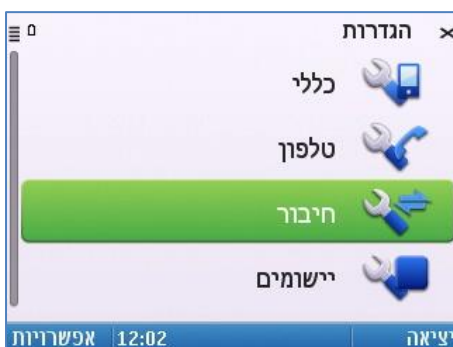 הגדרות
כללי
טלפון
חיבור
יישומים
יציאה 12:02 אפשרויות